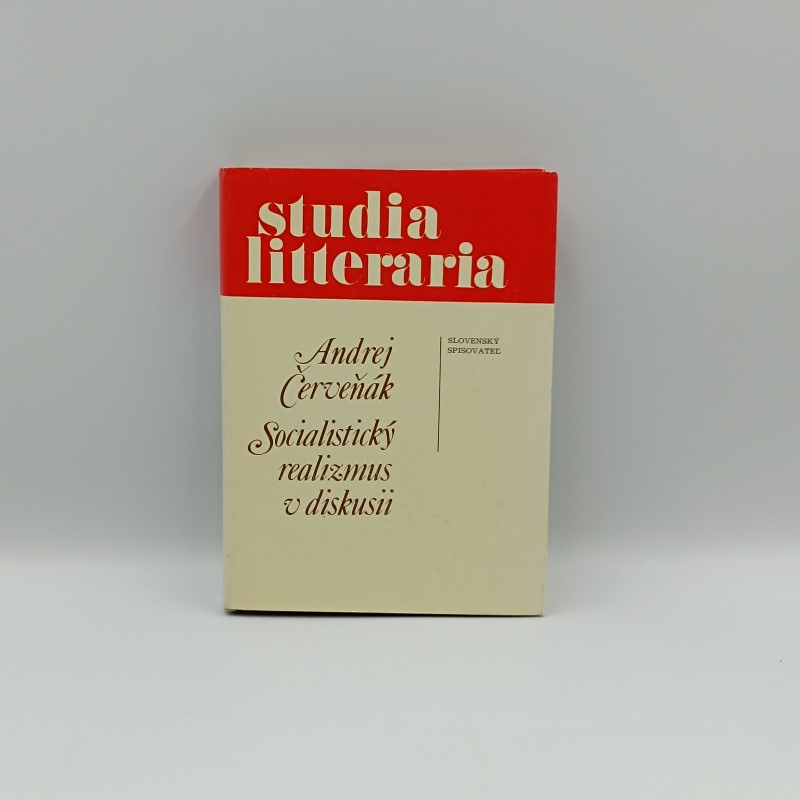 studia
litteraria
Andrej
Červeňák
Socialistický
realizmus
v diskusii
SLOVENSKÝ
SPISOVATEĽ